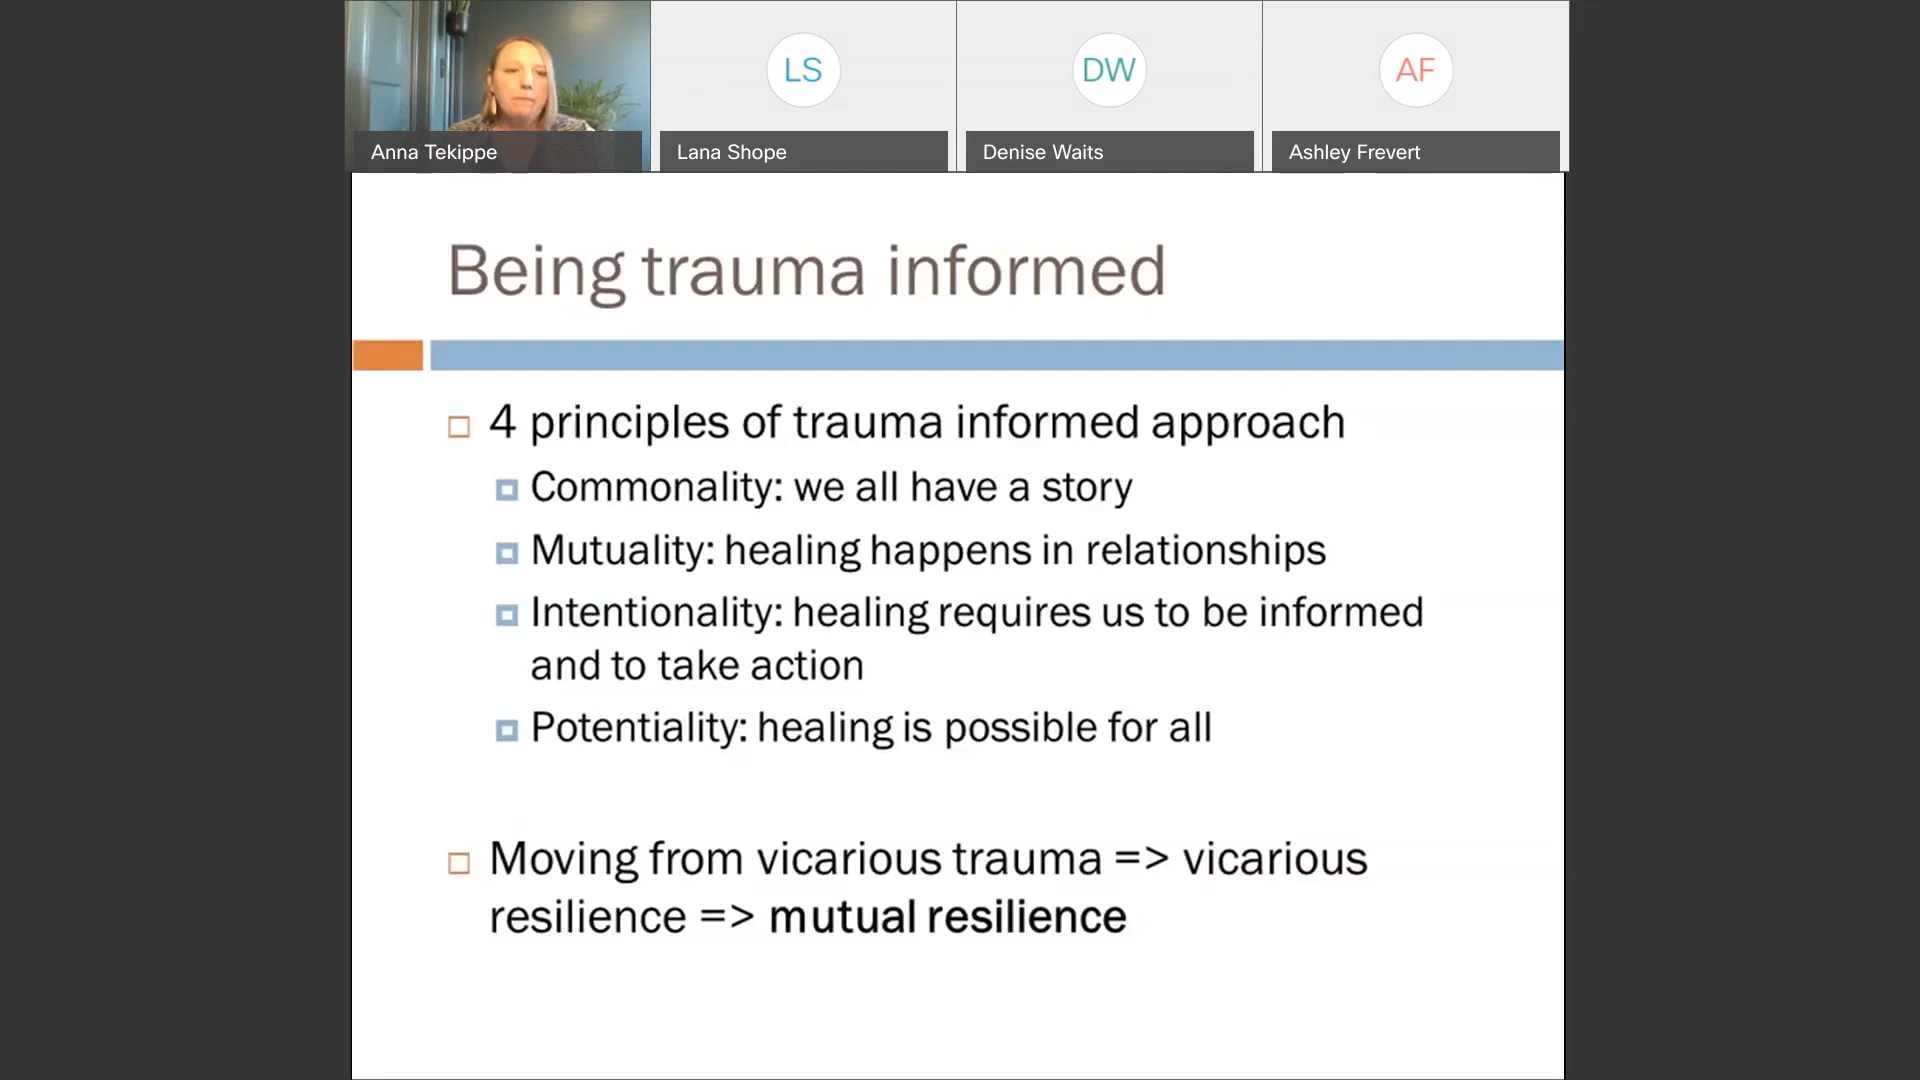 LS
DW
AF
Anna Tekippe
Lana Shope
Denise Waits
Ashley Frevert
Being trauma informed
4 principles of trauma informed approach
Commonality: we all have a story
Mutuality: healing happens in relationships
Intentionality: healing requires us to be informed
and to take action
Potentiality: healing is possible for all
Moving from vicarious trauma => vicarious
resilience => mutual resilience